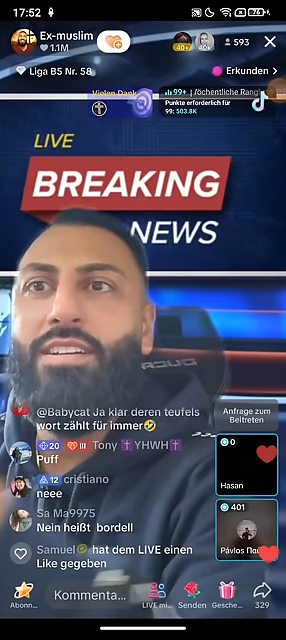 17:52
76
Ex-muslim
1.1M
40+
40+
593
Liga B5 Nr. 58
Erkunden
Vielen Dank
99+ | /öchentliche Rang
Punkte erforderlich für
99: 503.8K
LIVE
BREAKING
NEWS
@Babycat Ja klar deren teufels
wort zählt für immer🤣
20 III Tony ✝️YHWH✝️
Puff
12 cristiano
neee
Sa Ma9975
Nein heißt bordell
Samuel hat dem LIVE einen
Like gegeben
Anfrage zum
Beitreten
0
Hasan
401
Pávlos
Abonn...
Kommenta...
LIVE mi...
Senden
Gesche...
329